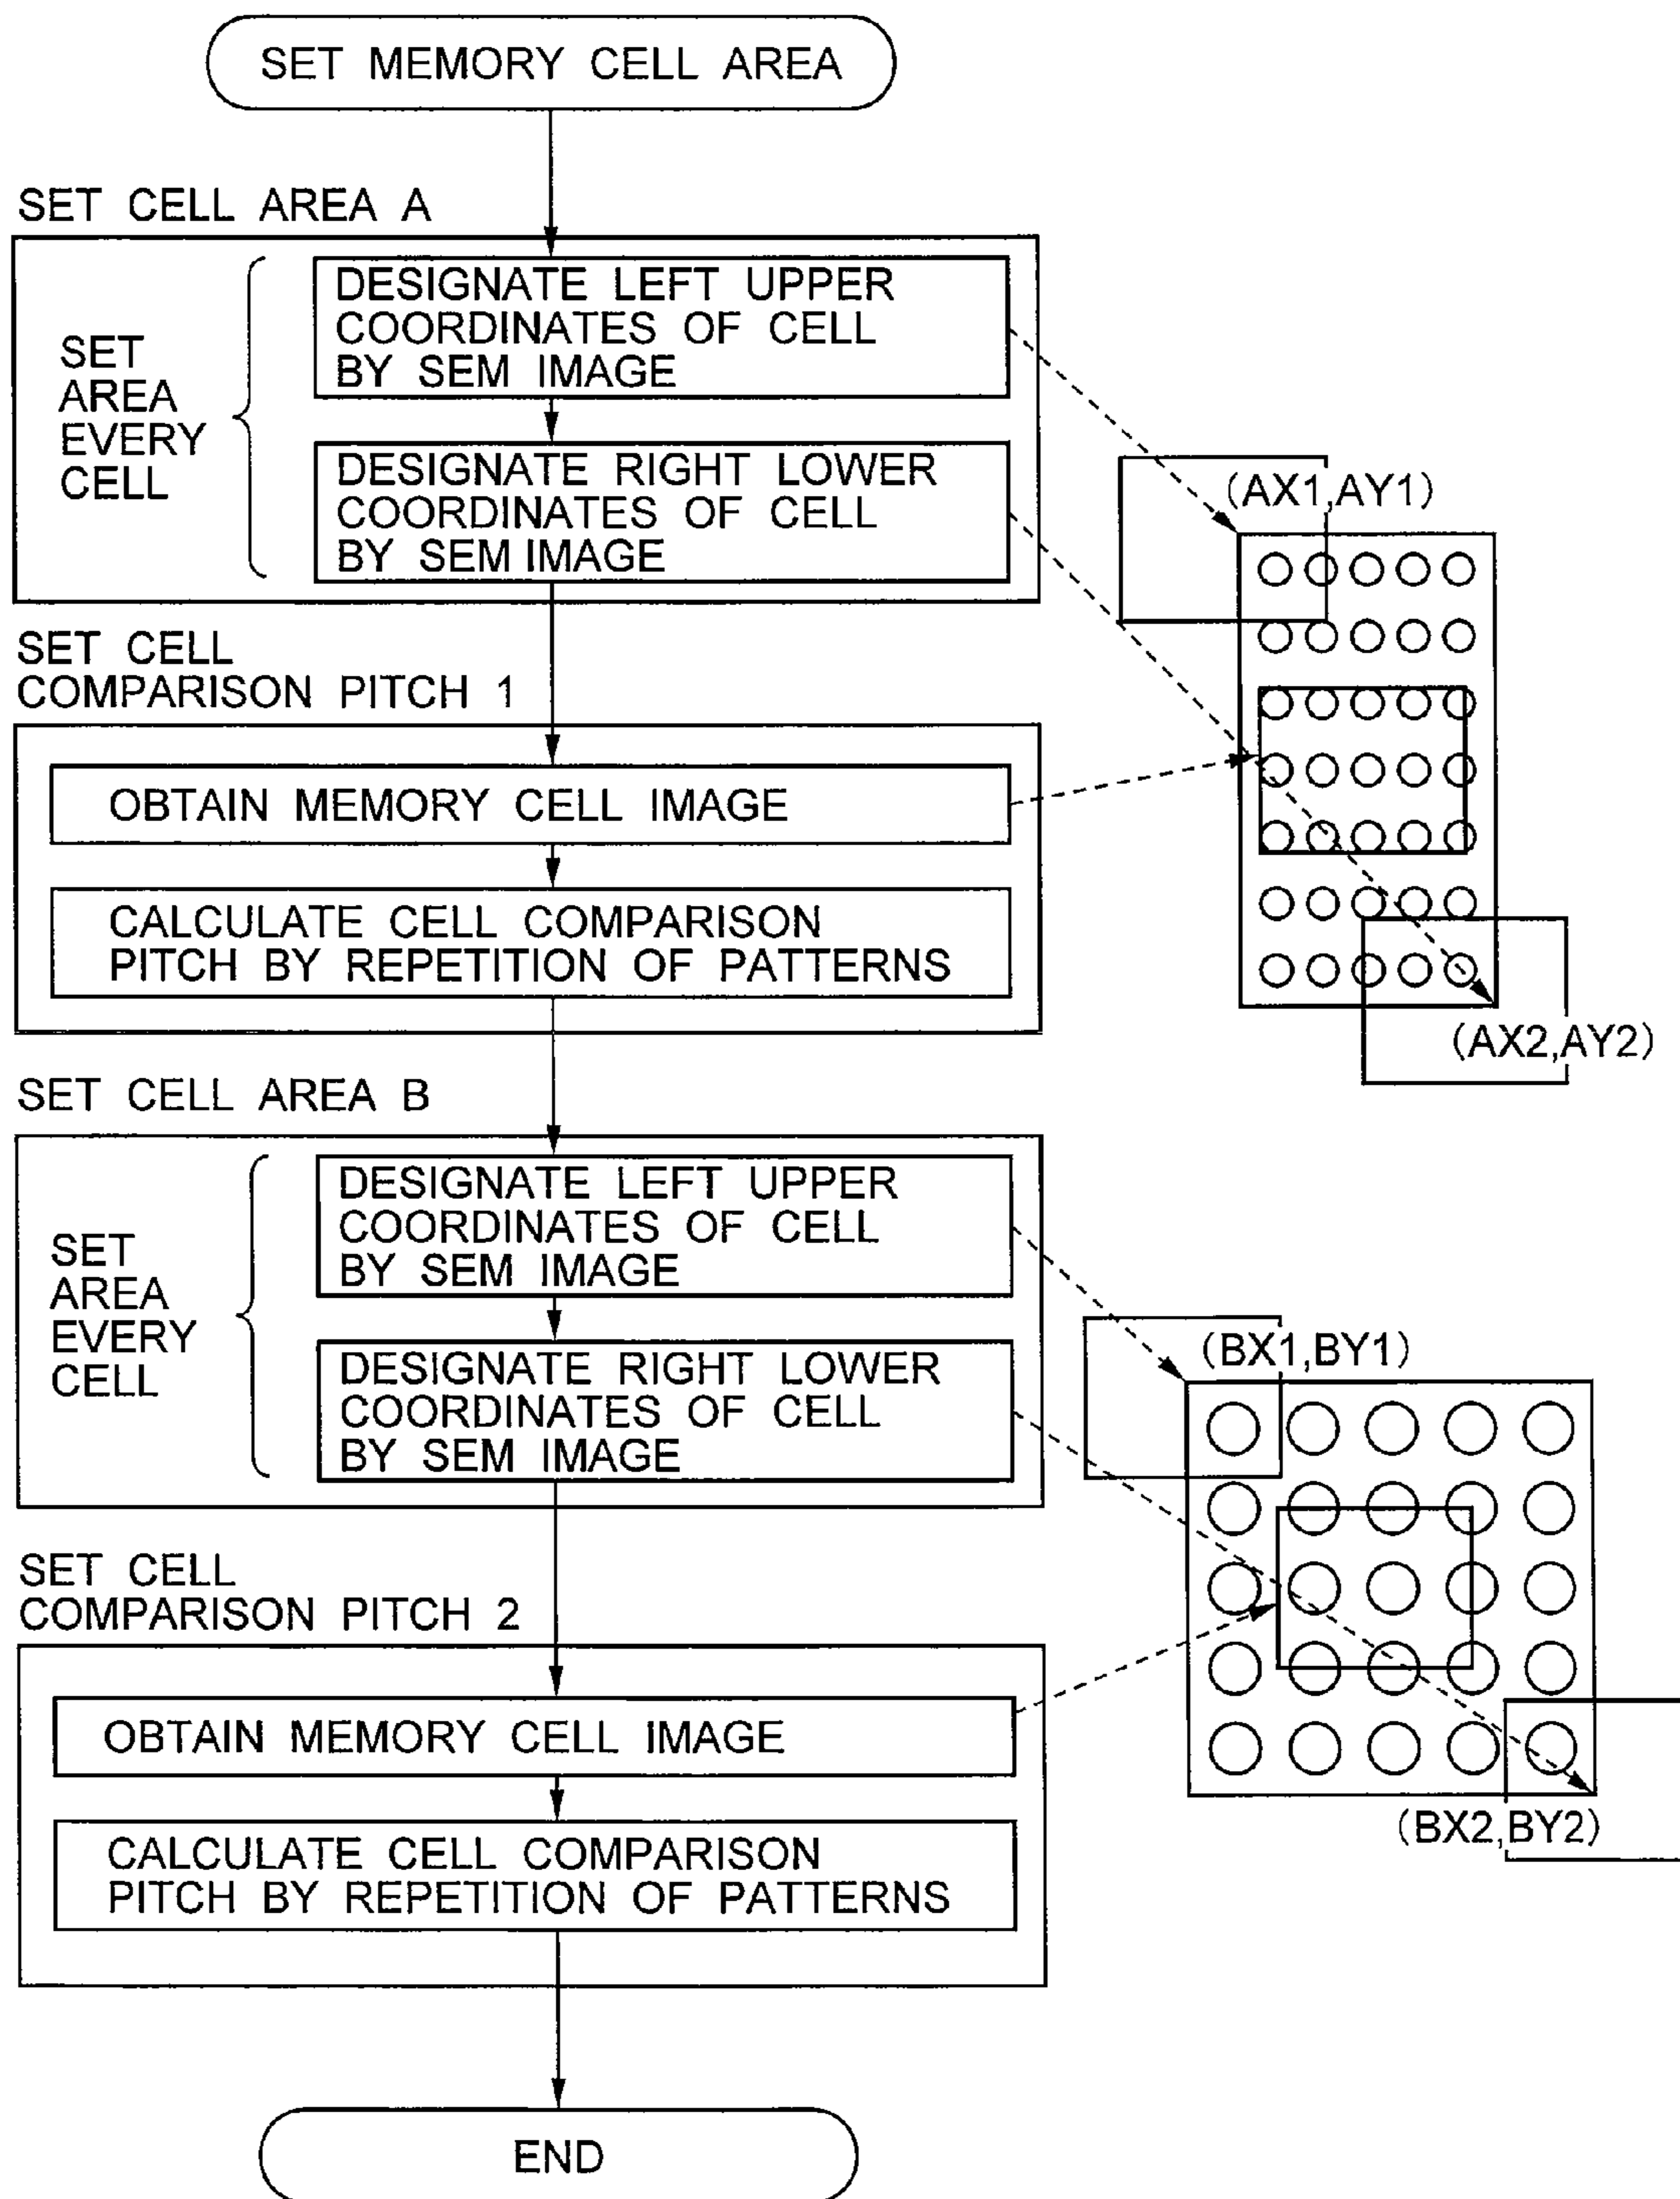 SET MEMORY CELL AREA
SET CELL AREA A
SET
AREA
EVERY
CELL
DESIGNATE LEFT UPPER
COORDINATES OF CELL
BY SEM IMAGE
DESIGNATE RIGHT LOWER
COORDINATES OF CELL
BY SEM IMAGE
(AX1,AY1)
SET CELL
COMPARISON PITCH 1
OBTAIN MEMORY CELL IMAGE
CALCULATE CELL COMPARISON
PITCH BY REPETITION OF PATTERNS
(AX2,AY2)
SET CELL AREA B
SET
AREA
EVERY
CELL
DESIGNATE LEFT UPPER
COORDINATES OF CELL
BY SEM IMAGE
DESIGNATE RIGHT LOWER
COORDINATES OF CELL
BY SEM IMAGE
(BX1,BY1)
SET CELL
COMPARISON PITCH 2
OBTAIN MEMORY CELL IMAGE
CALCULATE CELL COMPARISON
PITCH BY REPETITION OF PATTERNS
(BX2,BY2)
END